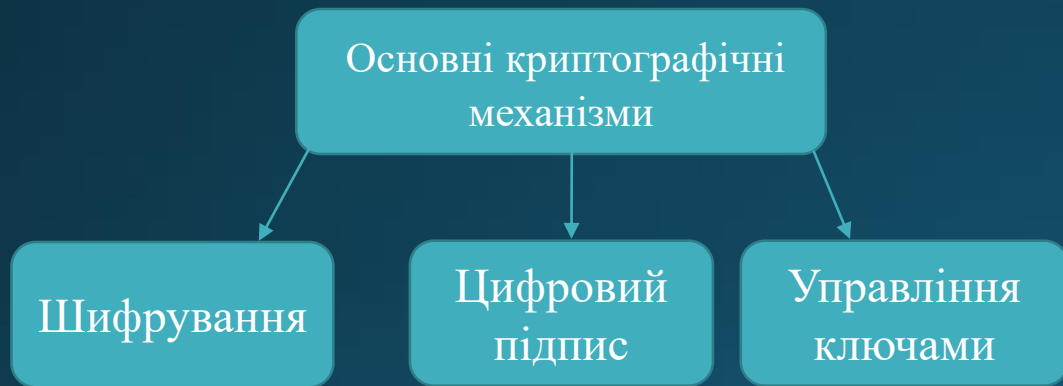 Основні криптографічні
механізми
Шифрування
Цифровий
підпис
Управління
ключами